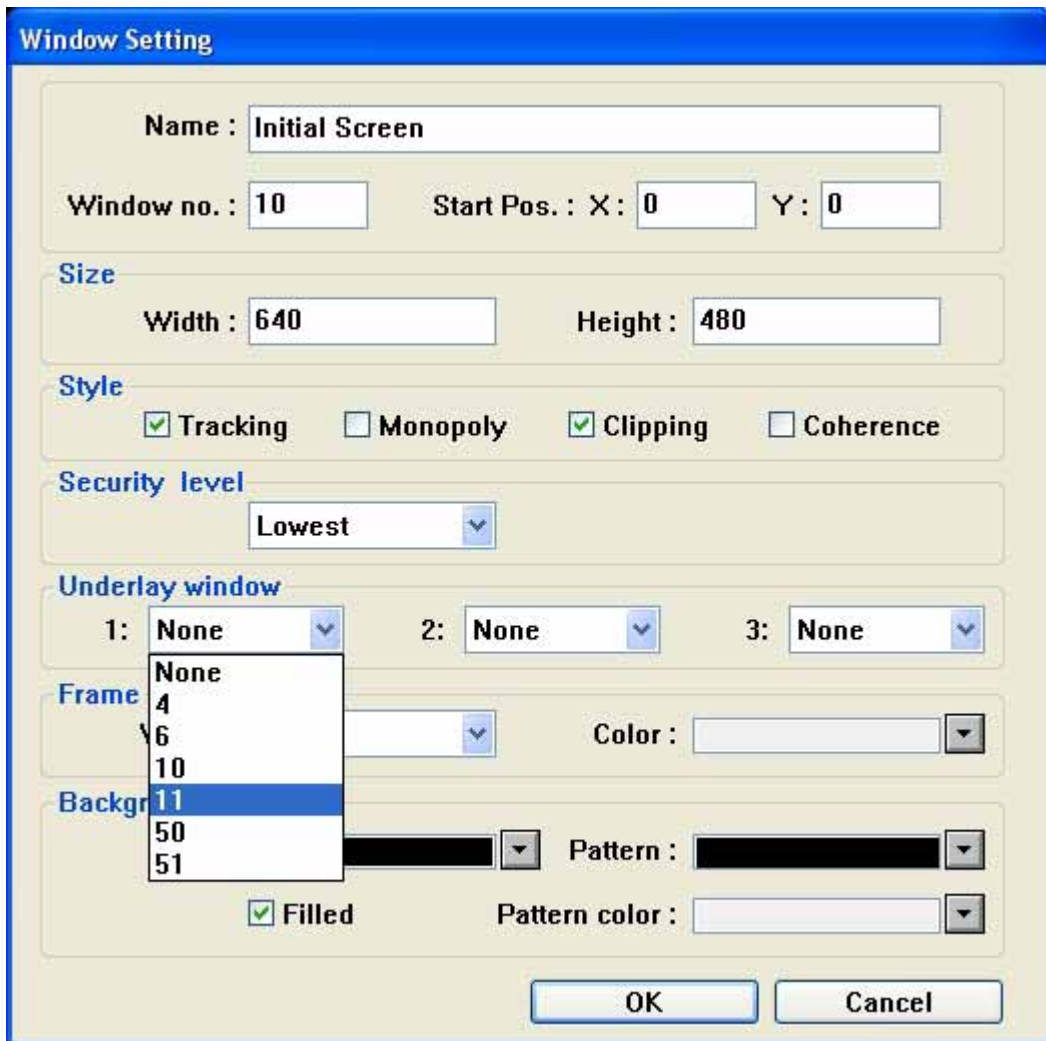 Window Setting
Name : Initial Screen
Window no. : 10 Start Pos. : X : 0 Y : 0
Size
Width : 640 Height : 480
Style
Tracking Monopoly Clipping Coherence
Security level
Lowest
Underlay window
1: None 2: None 3: None
None
4
6
10
11
50
51
Frame
Color :
Backgr
Pattern :
Filled Pattern color :
OK Cancel